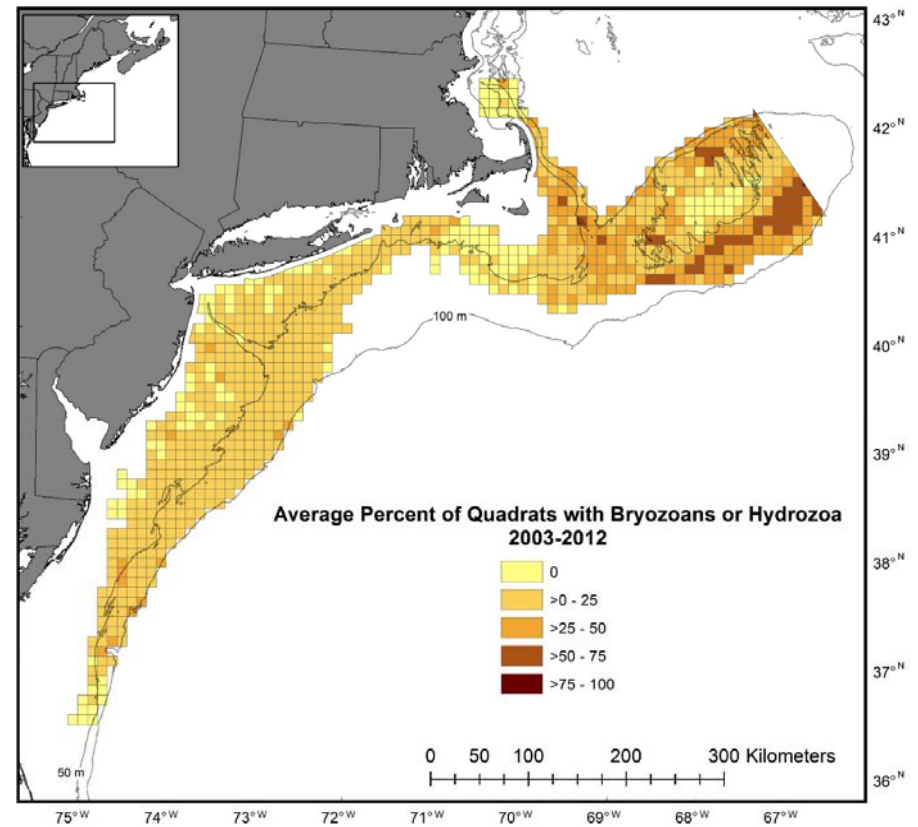 43°N
42°N
41°N
100 m
40°N
39°N
Average Percent of Quadrats with Bryozoans or Hydrozoa
2003-2012
0
>0 - 25
38°N
>25 - 50
>50 - 75
37°N
>75 - 100
0 50 100 200 300 Kilometers
50 m
36°N
75°W 74°W 73°W 72°W 71°W 70°W 69°W 68°W 67°W